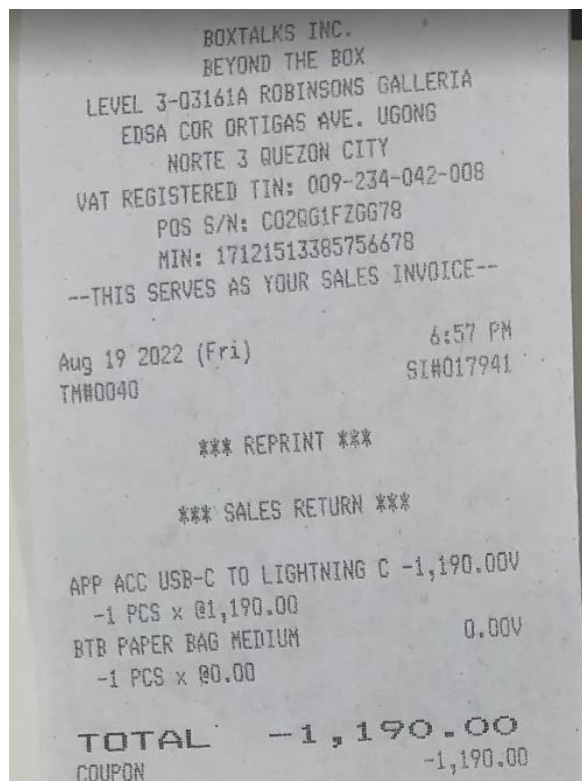 BOXTALKS INC.
BEYOND THE BOX
LEVEL 3-03161A ROBINSONS GALLERIA
EDSA COR ORTIGAS AVE. UGONG
NORTE 3 QUEZON CITY
VAT REGISTERED TIN: 009-234-042-008
POS S/N: C02QG1FZGG78
MIN: 17121513385756678
--THIS SERVES AS YOUR SALES INVOICE--
Aug 19 2022 (Fri) 6:57 PM
TM#0040 SI#017941
*** REPRINT ***
*** SALES RETURN ***
APP ACC USB-C TO LIGHTNING C -1,190.00V
-1 PCS x @1,190.00
BTB PAPER BAG MEDIUM 0.00V
-1 PCS x @0.00
TOTAL -1,190.00
COUPON -1,190.00